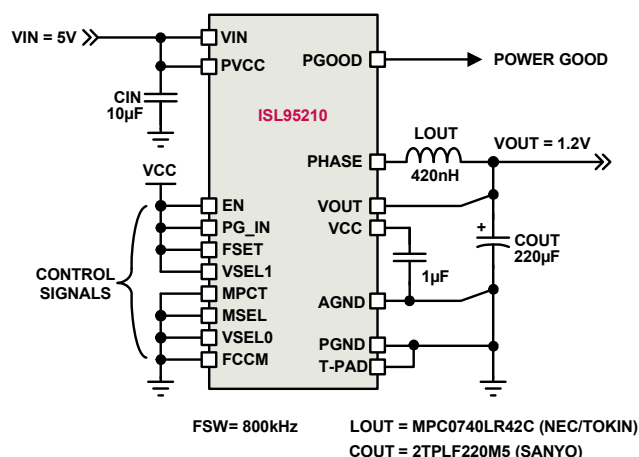 VIN = 5V
VIN
PVCC
CIN
10µF
ISL95210
PGOOD
POWER GOOD
LOUT
420nH
VOUT = 1.2V
PHASE
VOUT
VCC
1µF
AGND
PGND
T-PAD
+
COUT
220µF
VCC
EN
PG_IN
FSET
VSEL1
MPCT
MSEL
VSEL0
FCCM
CONTROL
SIGNALS
FSW= 800kHz
LOUT = MPC0740LR42C (NEC/TOKIN)
COUT = 2TPLF220M5 (SANYO)